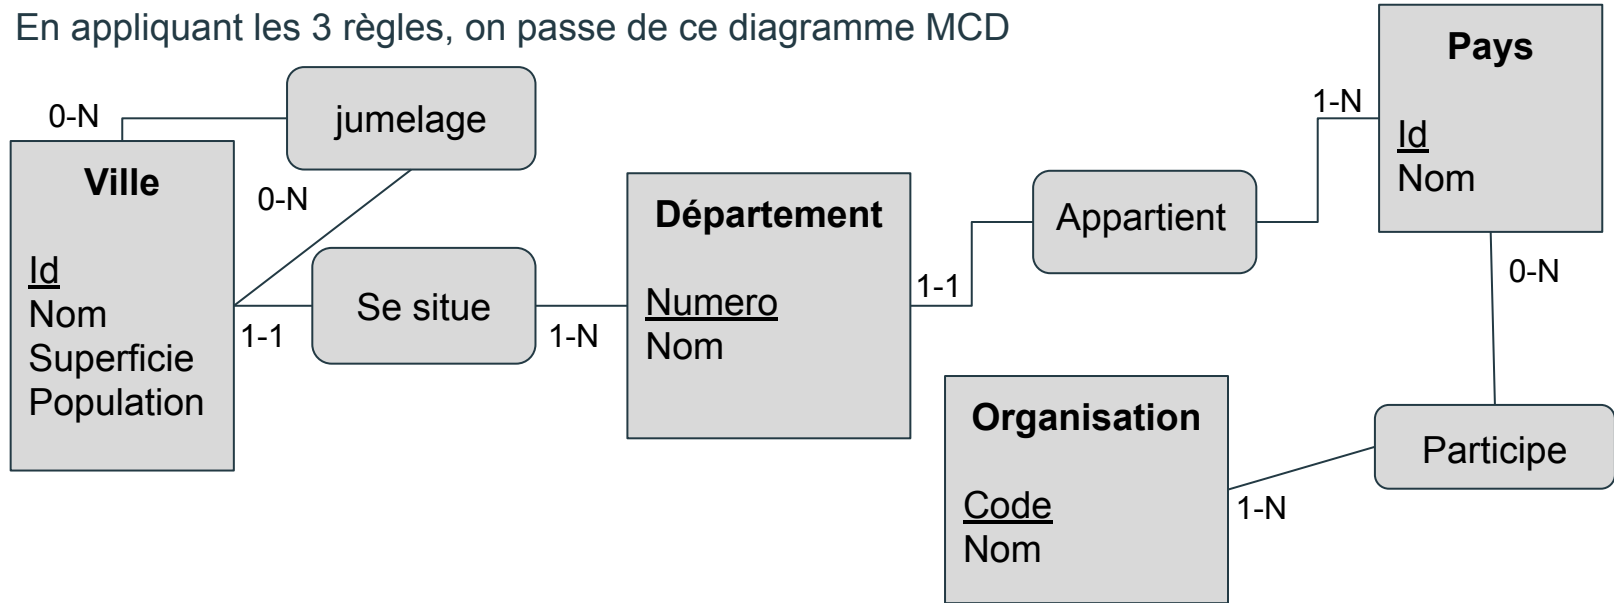 En appliquant les 3 règles, on passe de ce diagramme MCD
Pays
Id
Nom
1-N
0-N
jumelage
0-N
Ville
Id
Nom
Superficie
Population
0-N
1-1
Se situe
1-N
Département
Numero
Nom
1-1
Appartient
Organisation
Code
Nom
1-N
Participe